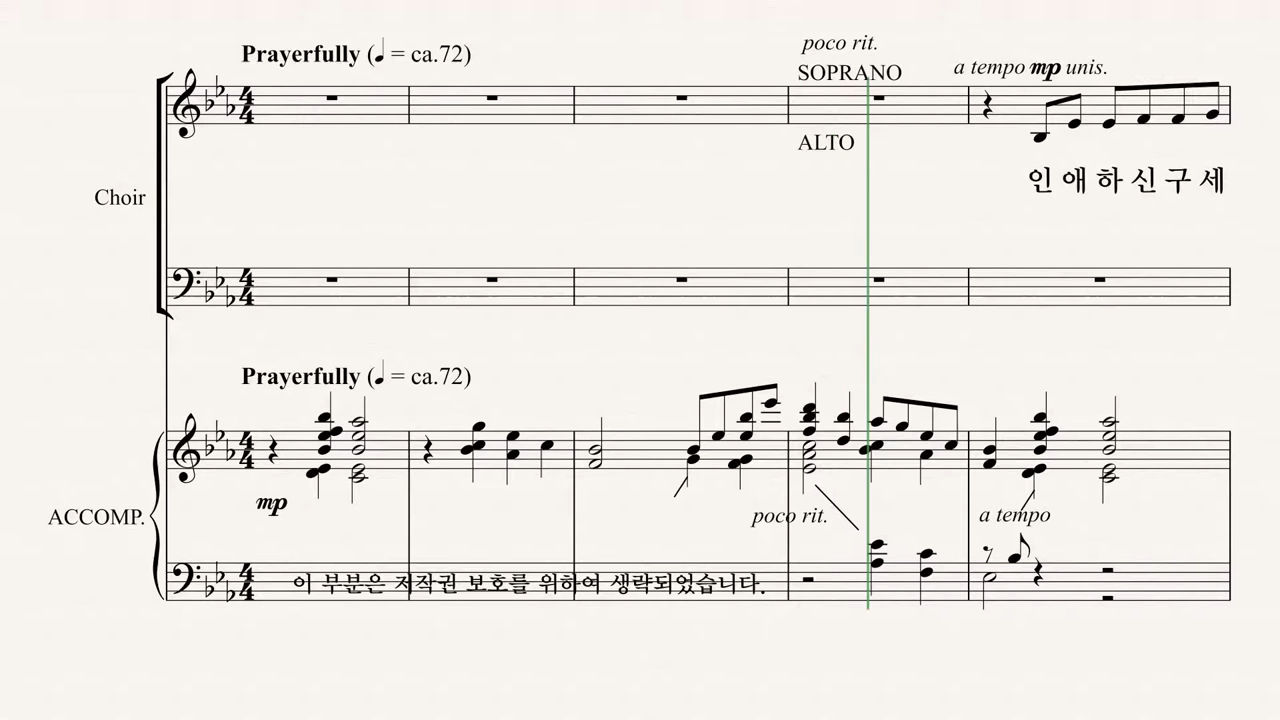 poco rit.
Prayerfully (♩ = ca.72)
SOPRANO
a tempo mp unis.
ALTO
Choir
인 애 하 신 구 세
Prayerfully (♩ = ca.72)
mp
poco rit.
a tempo
ACCOMP.
이 부분은 저작권 보호를 위하여 생략되었습니다.